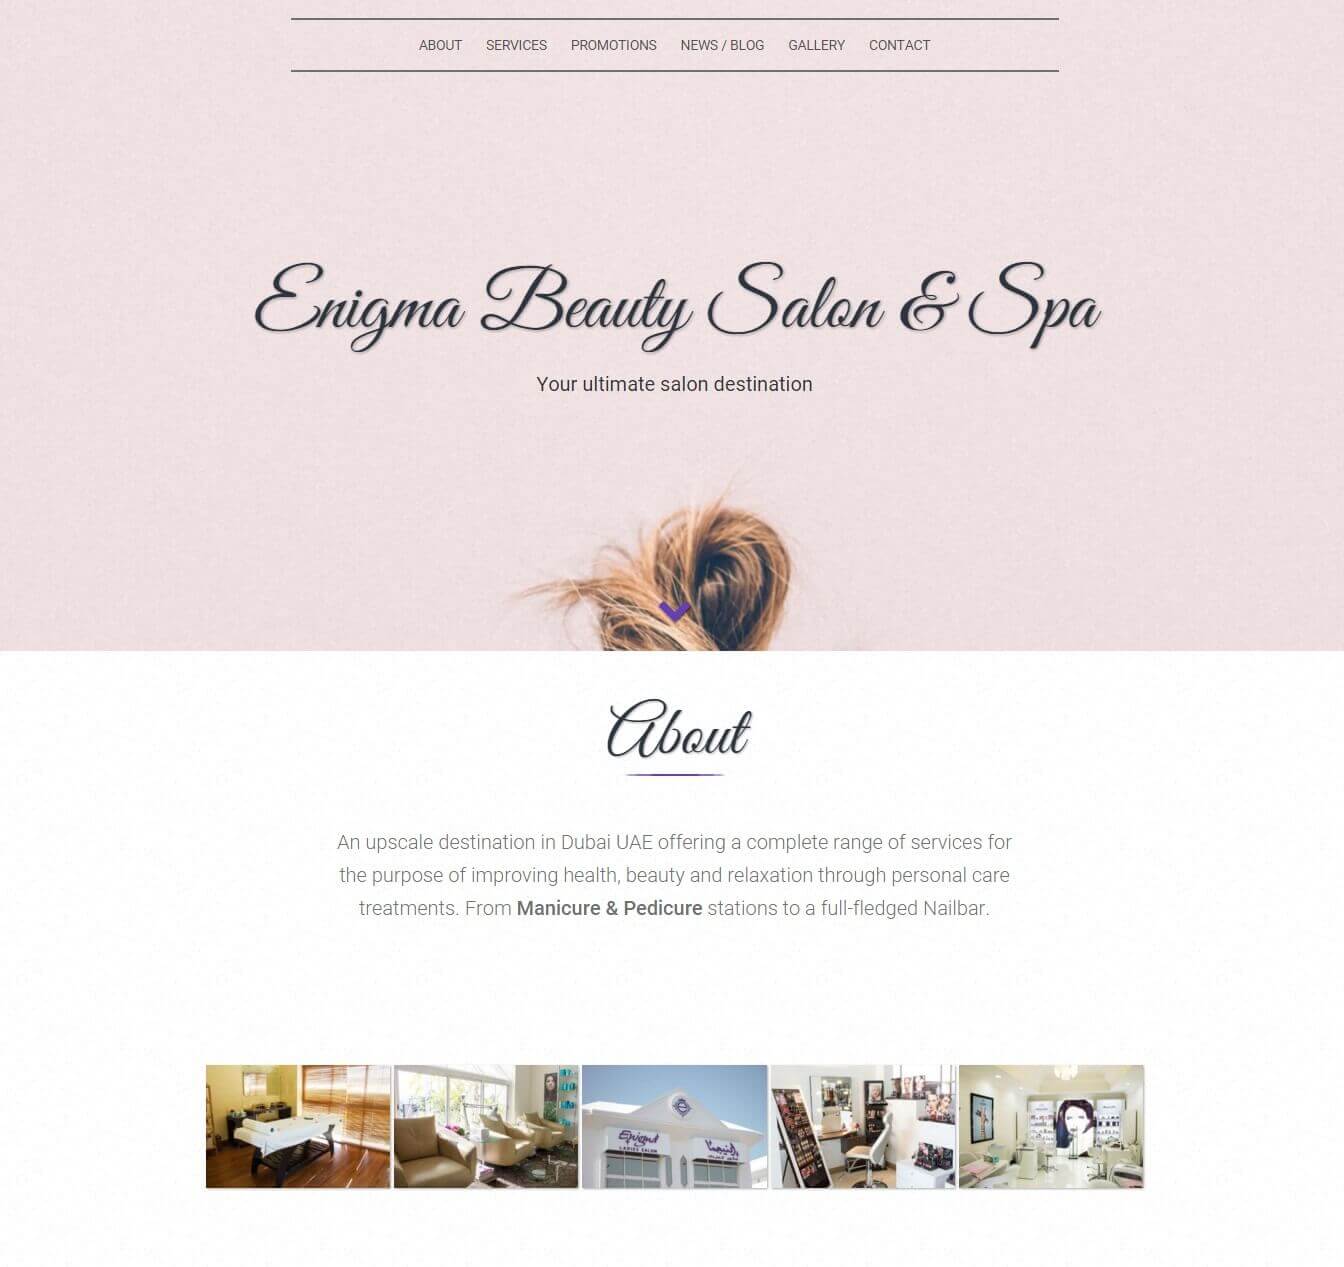 ABOUT SERVICES PROMOTIONS NEWS / BLOG GALLERY CONTACT
Enigma Beauty Salon & Spa
Your ultimate salon destination
About
An upscale destination in Dubai UAE offering a complete range of services for
the purpose of improving health, beauty and relaxation through personal care
treatments. From Manicure & Pedicure stations to a full-fledged Nailbar.
Enigma
LADIES SALON